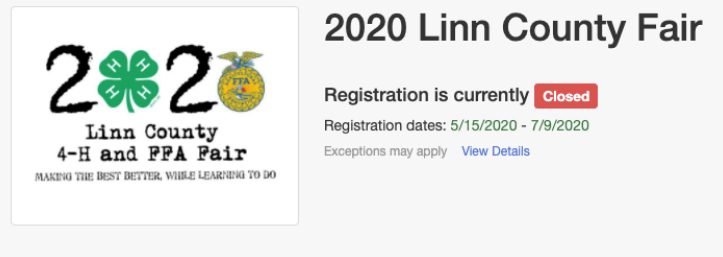 2020 Linn County Fair
2020
H H H H
FFA
Linn County
4-H and FFA Fair
MAKING THE BEST BETTER, WHILE LEARNING TO DO
Registration is currently Closed
Registration dates: 5/15/2020 - 7/9/2020
Exceptions may apply View Details